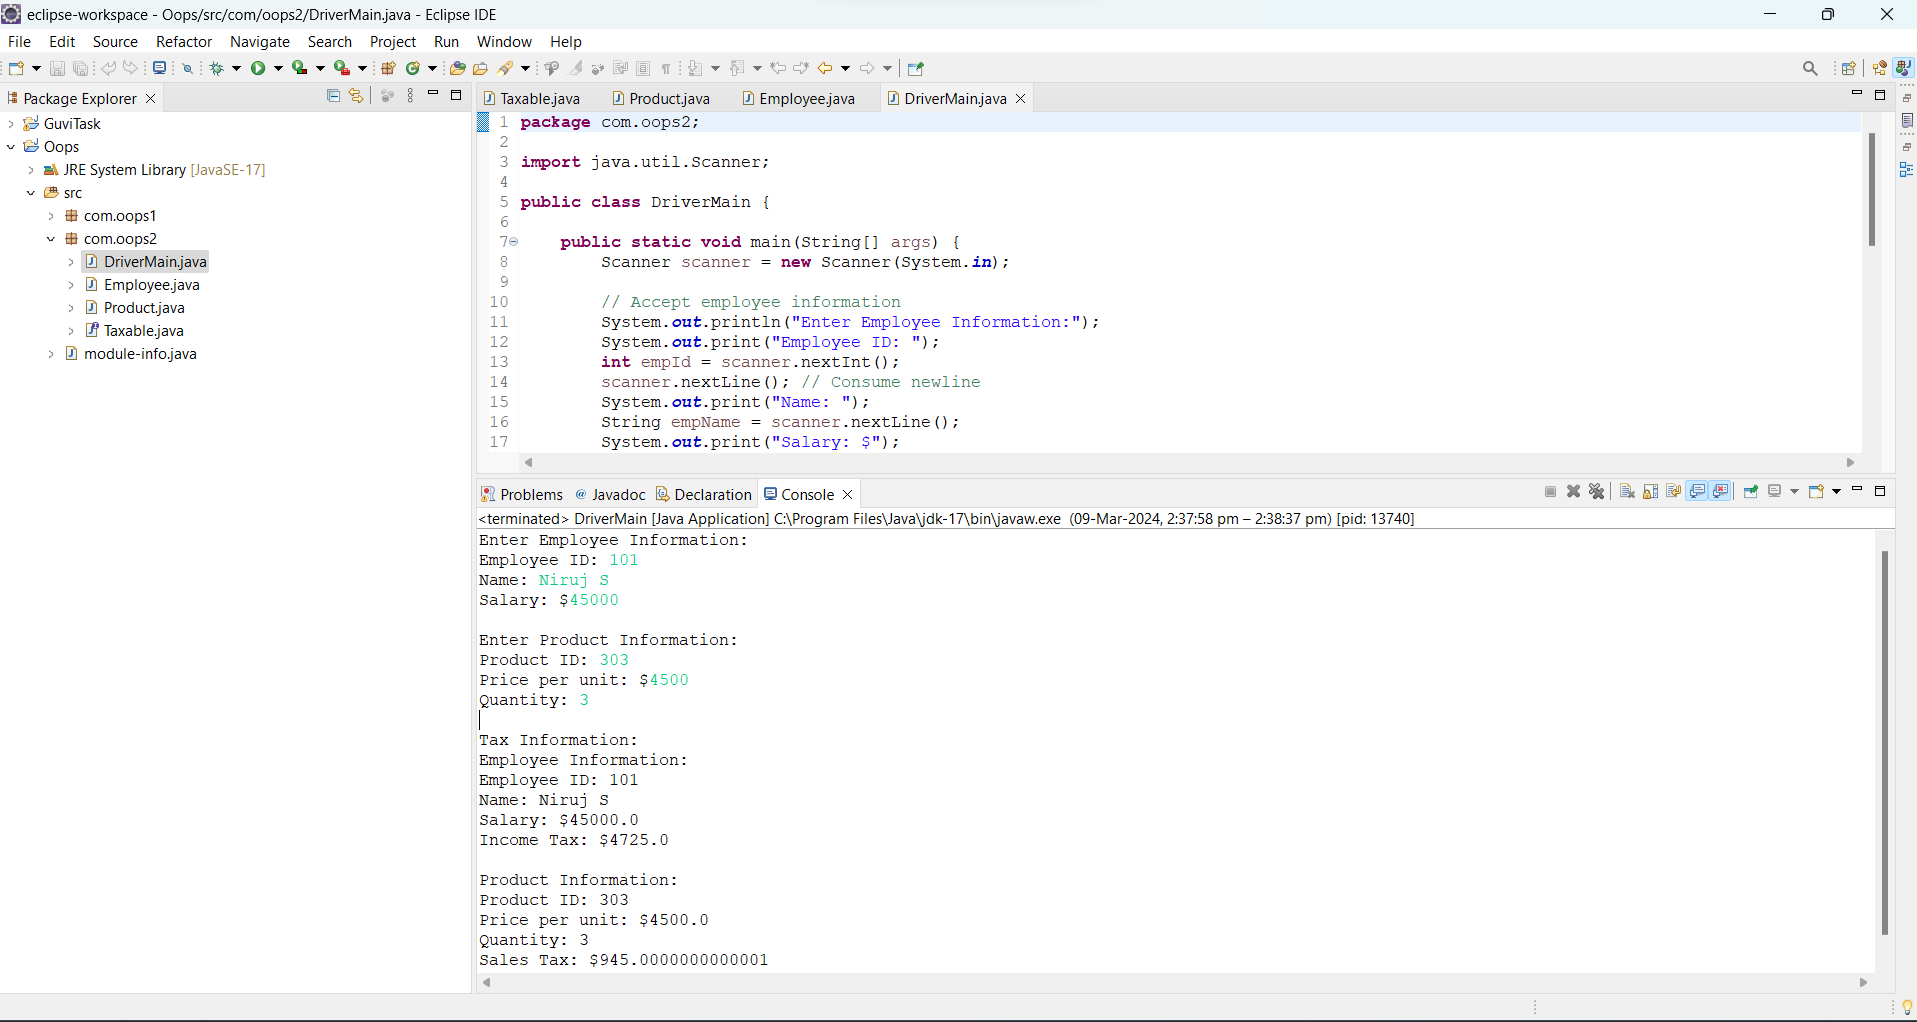 eclipse-workspace - Oops/src/com/oops2/DriverMain.java - Eclipse IDE
File Edit Source Refactor Navigate Search Project Run Window Help
Package Explorer
GuviTask
Oops
JRE System Library [JavaSE-17]
src
com.oops1
com.oops2
DriverMain.java
Employee.java
Product.java
Taxable.java
module-info.java
Taxable.java Product.java Employee.java DriverMain.java
1 package com.oops2;
2
3 import java.util.Scanner;
4
5 public class DriverMain {
6
7     public static void main(String[] args) {
8         Scanner scanner = new Scanner(System.in);
9
10         // Accept employee information
11         System.out.println("Enter Employee Information:");
12         System.out.print("Employee ID: ");
13         int empId = scanner.nextInt();
14         scanner.nextLine(); // Consume newline
15         System.out.print("Name: ");
16         String empName = scanner.nextLine();
17         System.out.print("Salary: $");
Problems @ Javadoc Declaration Console
<terminated> DriverMain [Java Application] C:\Program Files\Java\jdk-17\bin\javaw.exe (09-Mar-2024, 2:37:58 pm – 2:38:37 pm) [pid: 13740]
Enter Employee Information:
Employee ID: 101
Name: Niruj S
Salary: $45000
Enter Product Information:
Product ID: 303
Price per unit: $4500
Quantity: 3
Tax Information:
Employee Information:
Employee ID: 101
Name: Niruj S
Salary: $45000.0
Income Tax: $4725.0
Product Information:
Product ID: 303
Price per unit: $4500.0
Quantity: 3
Sales Tax: $945.0000000000001